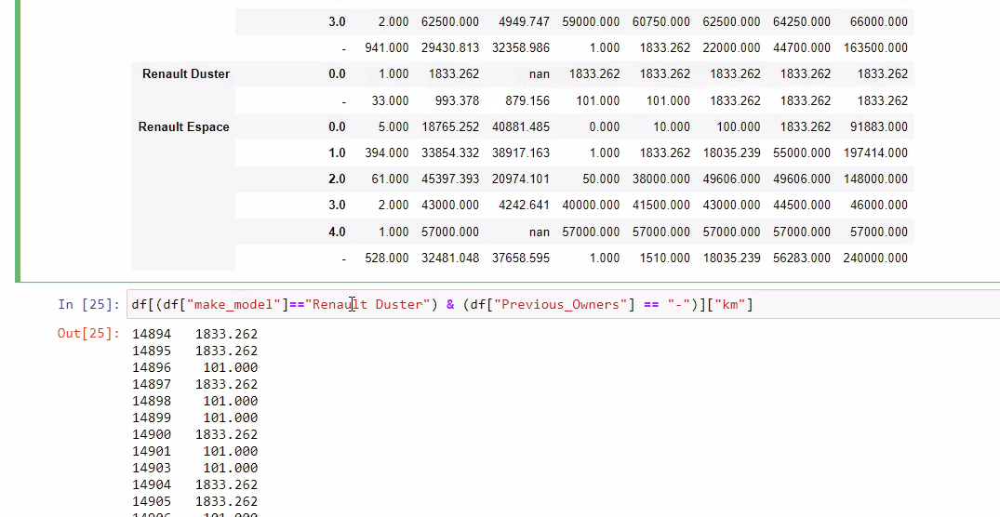 3.0 2.000 62500.000 4949.747 59000.000 60750.000 62500.000 64250.000 66000.000
- 941.000 29430.813 32358.986 1.000 1833.262 22000.000 44700.000 163500.000
Renault Duster 0.0 1.000 1833.262 nan 1833.262 1833.262 1833.262 1833.262 1833.262
- 33.000 993.378 879.156 101.000 101.000 1833.262 1833.262 1833.262
Renault Espace 0.0 5.000 18765.252 40881.485 0.000 10.000 100.000 1833.262 91883.000
1.0 394.000 33854.332 38917.163 1.000 1833.262 18035.239 55000.000 197414.000
2.0 61.000 45397.393 20974.101 50.000 38000.000 49606.000 49606.000 148000.000
3.0 2.000 43000.000 4242.641 40000.000 41500.000 43000.000 44500.000 46000.000
4.0 1.000 57000.000 nan 57000.000 57000.000 57000.000 57000.000 57000.000
- 528.000 32481.048 37658.595 1.000 1510.000 18035.239 56283.000 240000.000
In [25]: df[(df["make_model"]=="Renault Duster") & (df["Previous_Owners"] == "-")]["km"]
Out[25]: 14894 1833.262
14895 1833.262
14896 101.000
14897 1833.262
14898 101.000
14899 101.000
14900 1833.262
14901 101.000
14903 101.000
14904 1833.262
14905 1833.262
14906 101.000